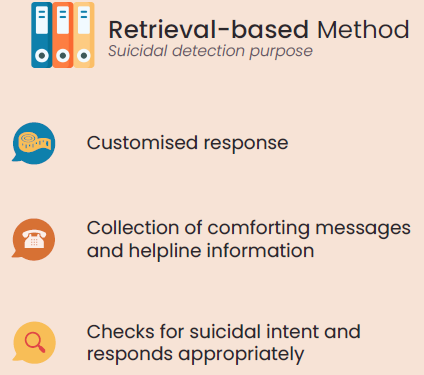 Retrieval-based Method
Suicidal detection purpose
Customised response
Collection of comforting messages
and helpline information
Checks for suicidal intent and
responds appropriately